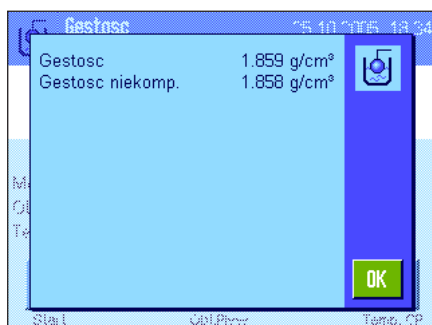 Gestosc 25.10.2005 18:34
Gestosc 1.859 g/cm³
Gestosc niekomp. 1.858 g/cm³
OK
Start
Temp. CP